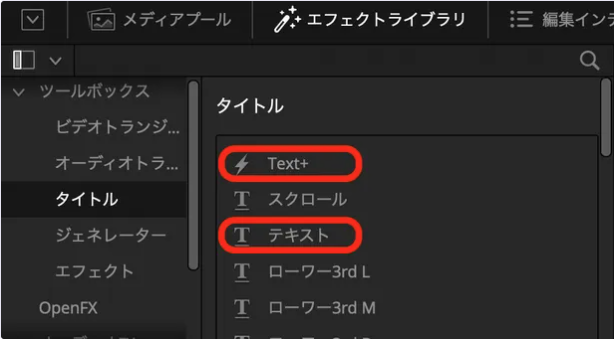 メディアプール エフェクトライブラリ 編集イン
ツールボックス
タイトル
ビデオトランジ...
Text+
オーディオトラ...
スクロール
タイトル
テキスト
ジェネレーター
ローワー3rd L
エフェクト
ローワー3rd M
OpenFX